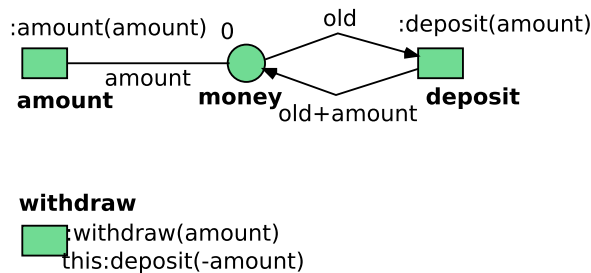 :amount(amount)
0
old
:deposit(amount)
amount
amount
money
old+amount
deposit
withdraw
:withdraw(amount)
this:deposit(-amount)